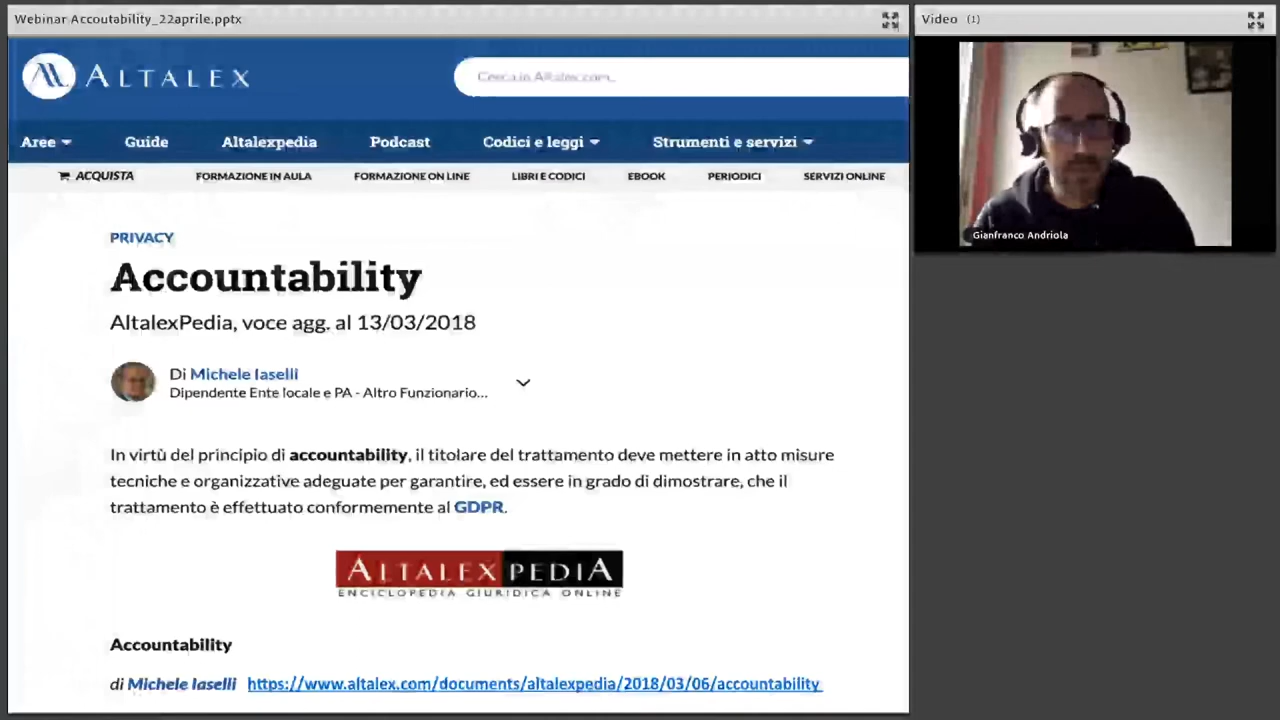 Webinar Accoutability_22aprile.pptx
Video (1)
ALTALEX
Cerca in Altalex.com...
Aree Guide Altalexpedia Podcast Codici e leggi Strumenti e servizi
ACQUISTA FORMAZIONE IN AULA FORMAZIONE ON LINE LIBRI E CODICI EBOOK PERIODICI SERVIZI ONLINE
Gianfranco Andriola
PRIVACY
Accountability
AltalexPedia, voce agg. al 13/03/2018
Di Michele Iaselli
Dipendente Ente locale e PA - Altro Funzionario...
In virtù del principio di accountability, il titolare del trattamento deve mettere in atto misure
tecniche e organizzative adeguate per garantire, ed essere in grado di dimostrare, che il
trattamento è effettuato conformemente al GDPR.
ALTALEXPEDIA
ENCICLOPEDIA GIURIDICA ONLINE
Accountability
di Michele Iaselli https://www.altalex.com/documents/altalexpedia/2018/03/06/accountability